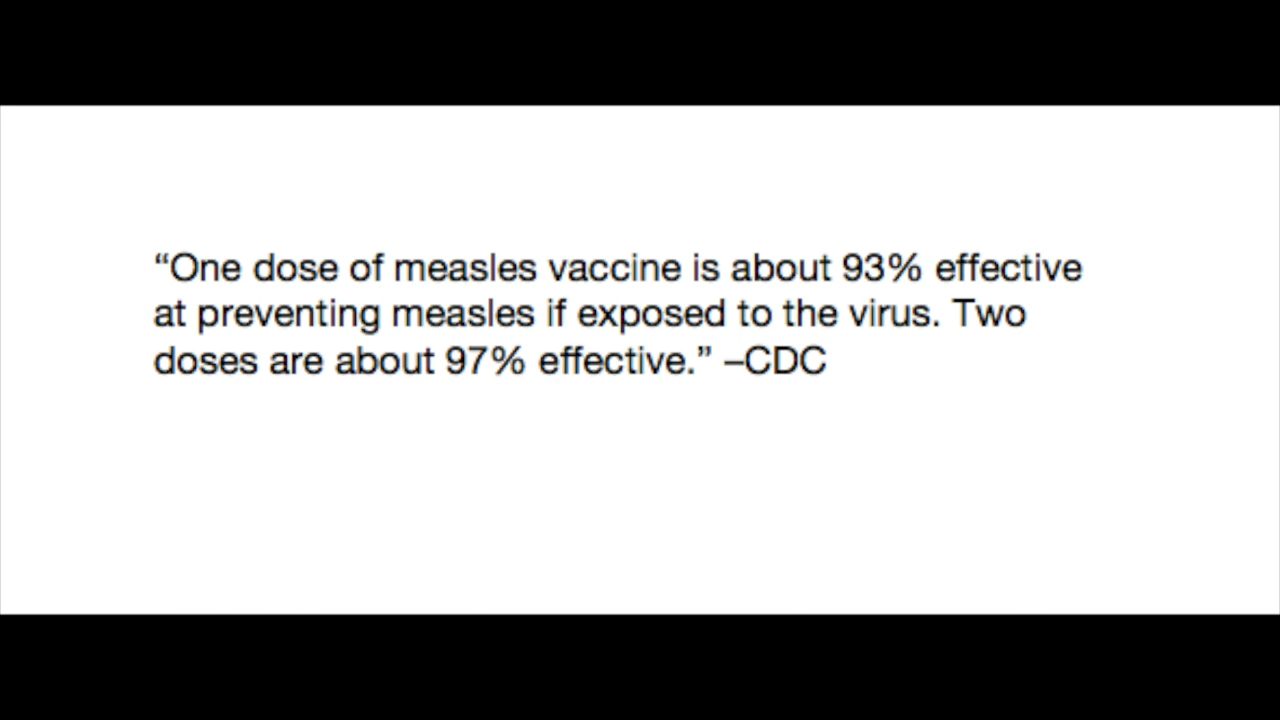 “One dose of measles vaccine is about 93% effective
at preventing measles if exposed to the virus. Two
doses are about 97% effective.” –CDC